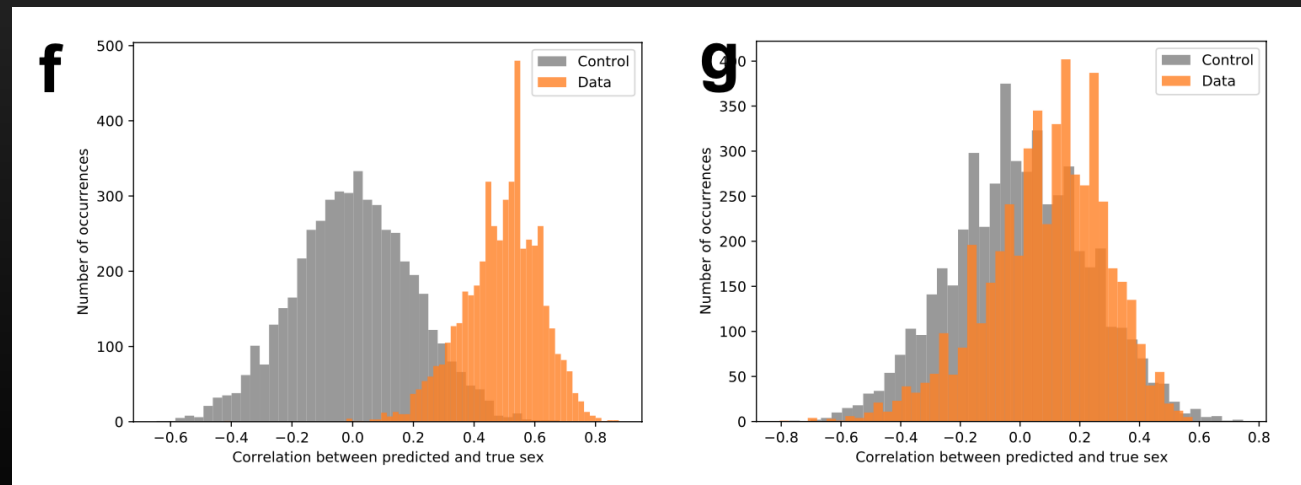 f
500
400
300
200
100
0
Number of occurrences
Control
Data
−0.6 −0.4 −0.2 0.0 0.2 0.4 0.6 0.8
Correlation between predicted and true sex
g
400
350
300
250
200
150
100
50
0
Number of occurrences
Control
Data
−0.8 −0.6 −0.4 −0.2 0.0 0.2 0.4 0.6 0.8
Correlation between predicted and true sex